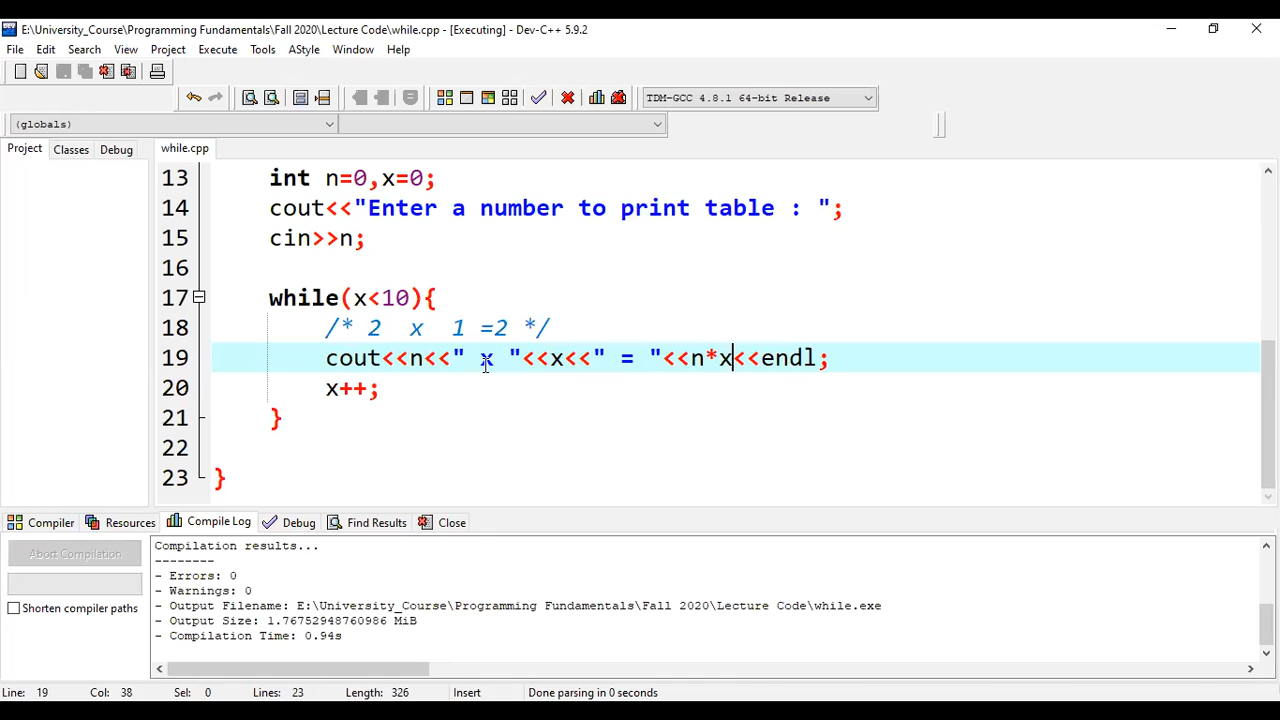 E:\University_Course\Programming Fundamentals\Fall 2020\Lecture Code\while.cpp - [Executing] - Dev-C++ 5.9.2
File Edit Search View Project Execute Tools AStyle Window Help
TDM-GCC 4.8.1 64-bit Release
(globals)
Project Classes Debug while.cpp
13 int n=0,x=0;
14 cout<<"Enter a number to print table : ";
15 cin>>n;
16
17 while(x<10){
18 /* 2 x 1 =2 */
19 cout<<n<<" x "<<x<<" = "<<n*x<<endl;
20 x++;
21 }
22
23 }
Compiler Resources Compile Log Debug Find Results Close
Abort Compilation
Shorten compiler paths
Compilation results...
--------
- Errors: 0
- Warnings: 0
- Output Filename: E:\University_Course\Programming Fundamentals\Fall 2020\Lecture Code\while.exe
- Output Size: 1.76752948760986 MiB
- Compilation Time: 0.94s
Line: 19 Col: 38 Sel: 0 Lines: 23 Length: 326 Insert Done parsing in 0 seconds